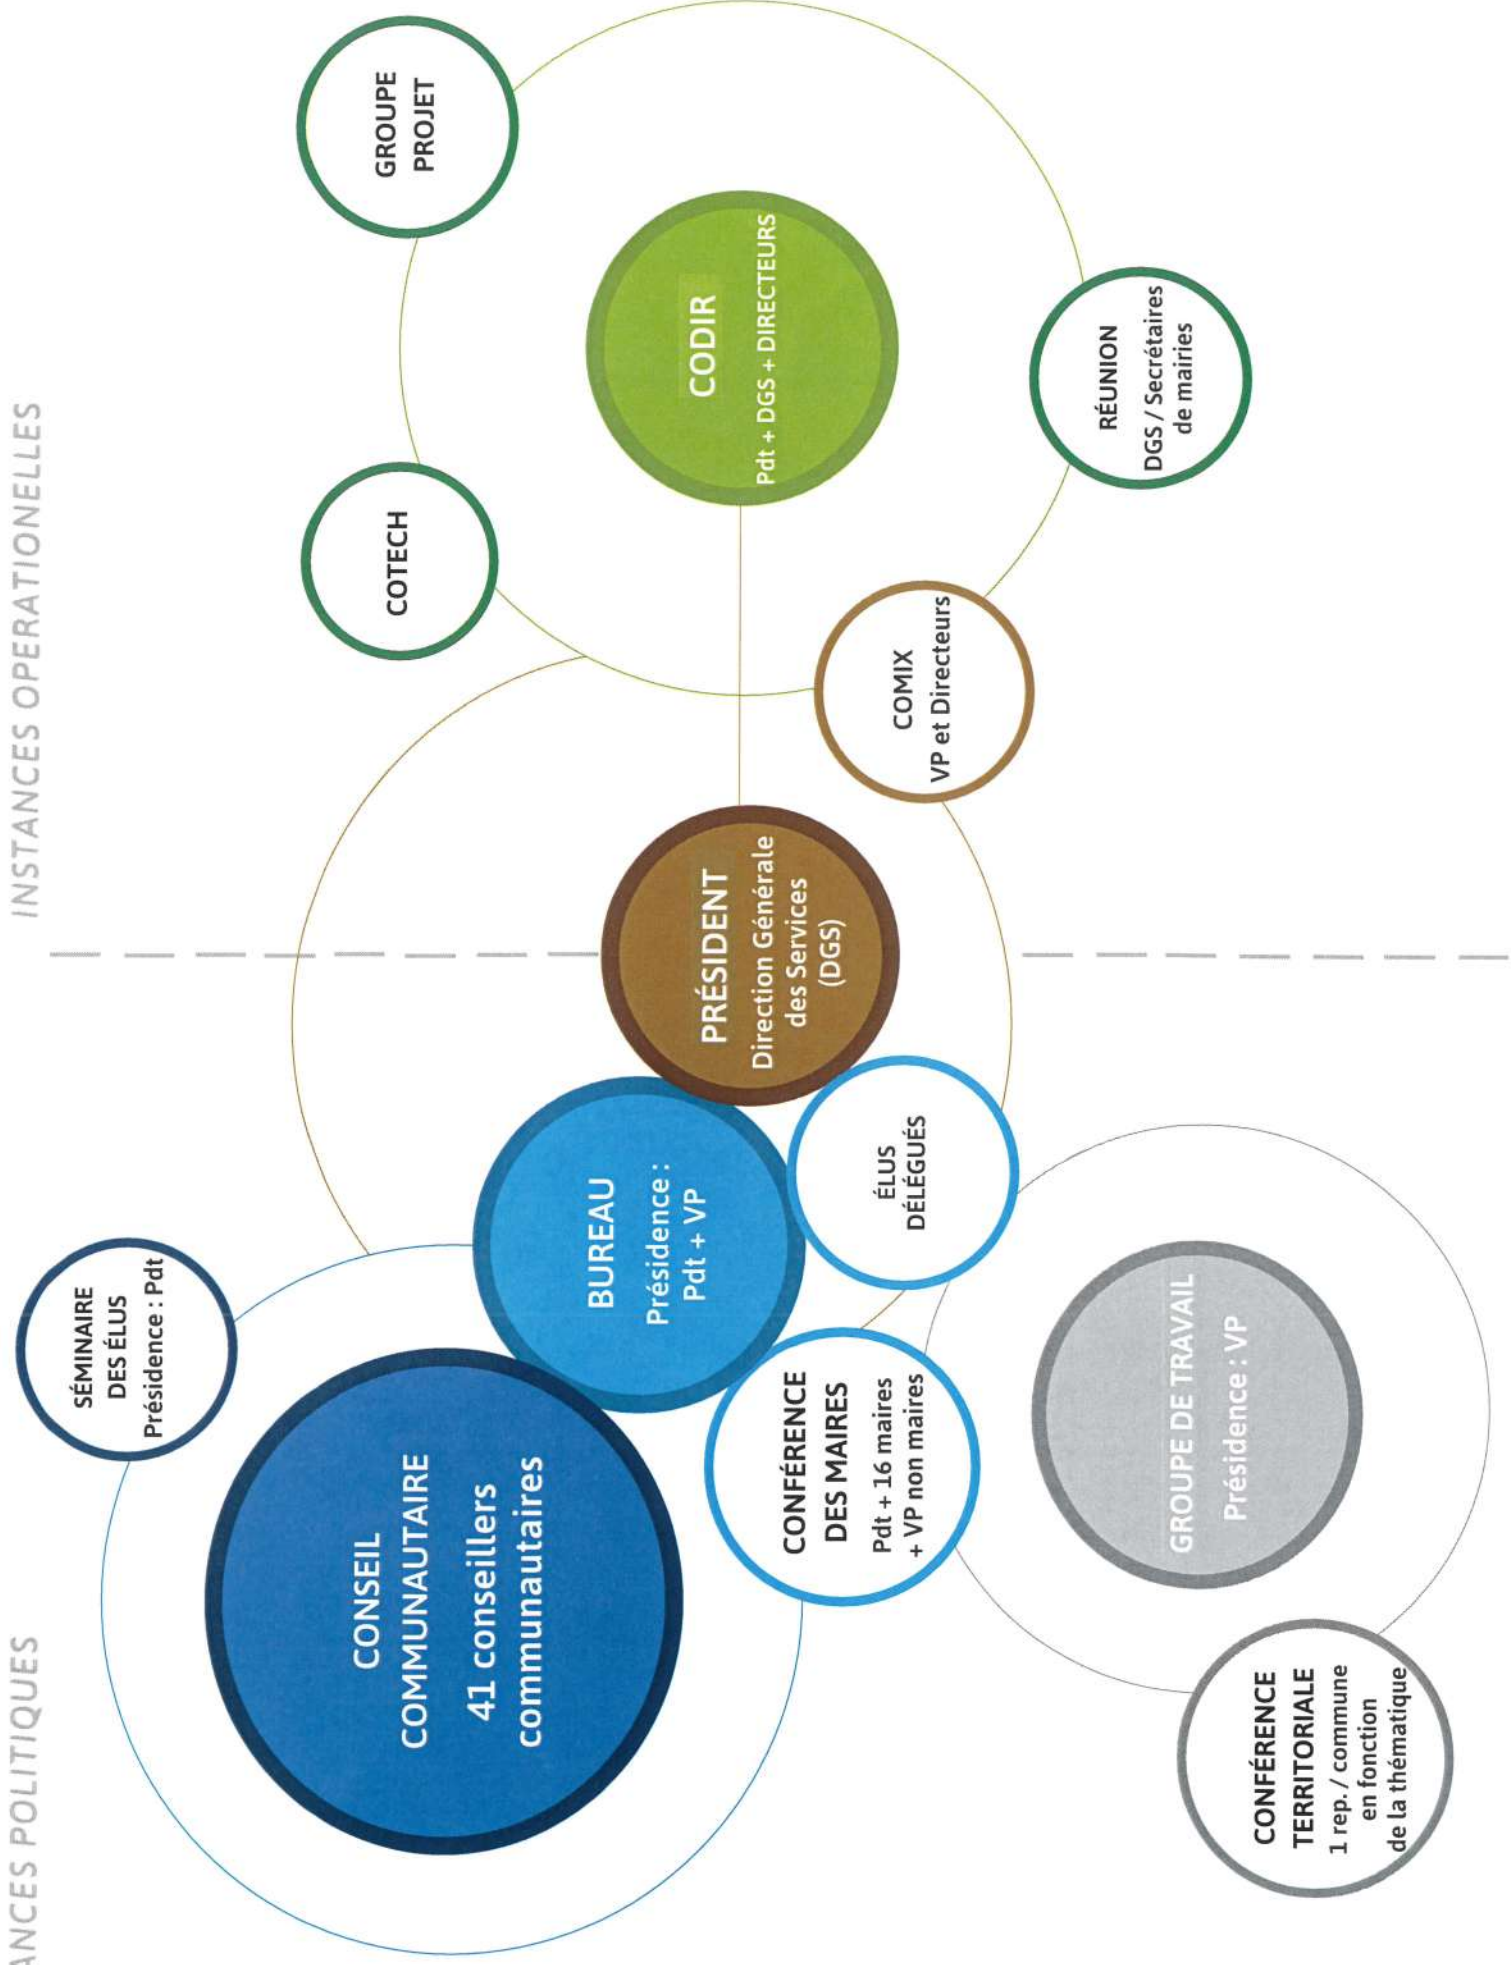 ANCES POLITIQUES
INSTANCES OPERATIONELLES
SÉMINAIRE
DES ÉLUS
Présidence : Pdt
CONSEIL
COMMUNAUTAIRE
41 conseillers
communautaires
BUREAU
Présidence :
Pdt + VP
CONFÉRENCE
DES MAIRES
Pdt + 16 maires
+ VP non maires
ÉLUS
DÉLÉGUÉS
GROUPE DE TRAVAIL
Présidence : VP
CONFÉRENCE
TERRITORIALE
1 rep. / commune
en fonction
de la thématique
PRÉSIDENT
Direction Générale
des Services
(DGS)
COTECH
GROUPE
PROJET
CODIR
Pdt + DGS + DIRECTEURS
COMIX
VP et Directeurs
RÉUNION
DGS / Secrétaires
de mairies